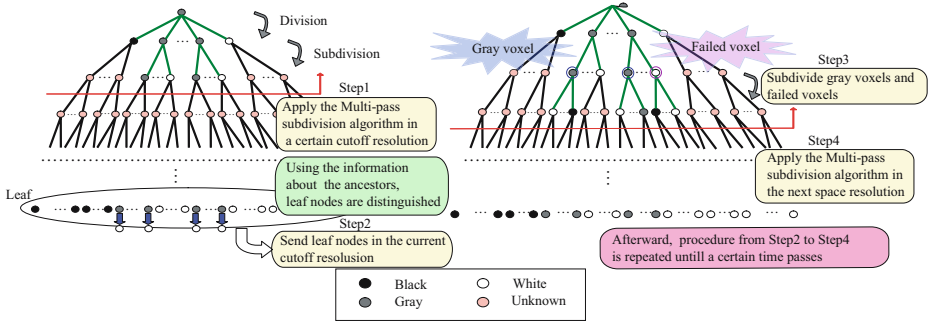 Division
Subdivision
Step1
Apply the Multi-pass
subdivision algorithm in
a certain cutoff resolution
Using the information
about the ancestors,
leaf nodes are distinguished
Leaf
Step2
Send leaf nodes in the current
cutoff resolusion
Gray voxel
Failed voxel
Step3
Subdivide gray voxels and
failed voxels
Step4
Apply the Multi-pass
subdivision algorithm in
the next space resolution
Afterward, procedure from Step2 to Step4
is repeated untill a certain time passes
Black
White
Gray
Unknown